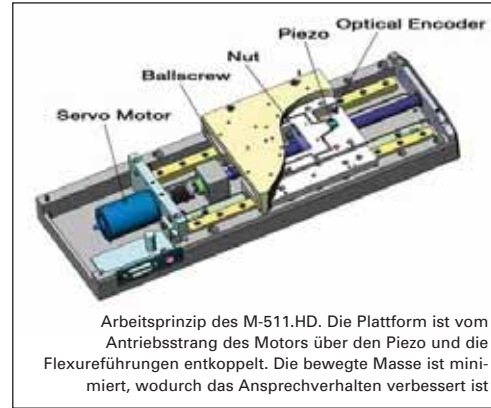 Optical Encoder
Piezo
Nut
Ballscrew
Servo Motor
Arbeitsprinzip des M-511.HD. Die Plattform ist vom
Antriebsstrang des Motors über den Piezo und die
Flexureführungen entkoppelt. Die bewegte Masse ist mini-
miert, wodurch das Ansprechverhalten verbessert ist